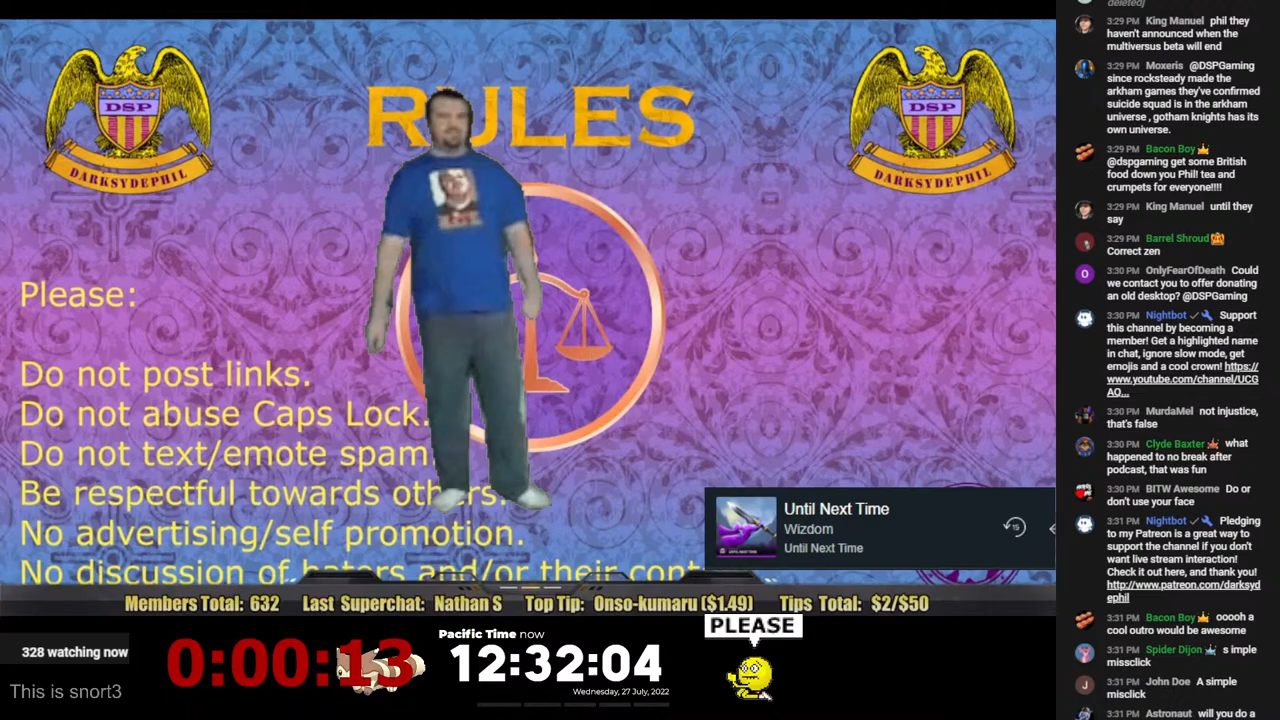 DSP
DARKSYDEPHIL
RULES
DSP
DARKSYDEPHIL
Please:
Do not post links.
Do not abuse Caps Lock.
Do not text/emote spam
Be respectful towards others.
No advertising/self promotion.
No discussion of and/or their cont
Until Next Time
Wizdom
Until Next Time
15
Members Total: 632 Last Superchat: Nathan S Top Tip: Onso-kumaru ($1.49) Tips Total: $2/$50
328 watching now
This is snort3
0:00:13
Pacific Time now
12:32:04
Wednesday, 27 July, 2022
PLEASE
deleted]
3:29 PM King Manuel phil they
haven't announced when the
multiversus beta will end
3:29 PM Moxeris @DSPGaming
since rocksteady made the
arkham games they've confirmed
suicide squad is in the arkham
universe , gotham knights has its
own universe.
3:29 PM Bacon Boy
@dspgaming get some British
food down you Phil! tea and
crumpets for everyone!!!!
3:29 PM King Manuel until they
say
3:29 PM Barrel Shroud
Correct zen
3:30 PM OnlyFearOfDeath Could
we contact you to offer donating
an old desktop? @DSPGaming
3:30 PM Nightbot Support
this channel by becoming a
member! Get a highlighted name
in chat, ignore slow mode, get
emojis and a cool crown! https://
www.youtube.com/channel/UCG
AQ...
3:30 PM MurdaMel not injustice,
that's false
3:30 PM Clyde Baxter what
happened to no break after
podcast, that was fun
3:30 PM BITW Awesome Do or
don't use your face
3:31 PM Nightbot Pledging
to my Patreon is a great way to
support the channel if you don't
want live stream interaction!
Check it out here, and thank you!
http://www.patreon.com/darksyd
ephil
3:31 PM Bacon Boy ooooh a
cool outro would be awesome
3:31 PM Spider Dijon s imple
missclick
3:31 PM John Doe A simple
misclick
3:31 PM Astronaut will you do a